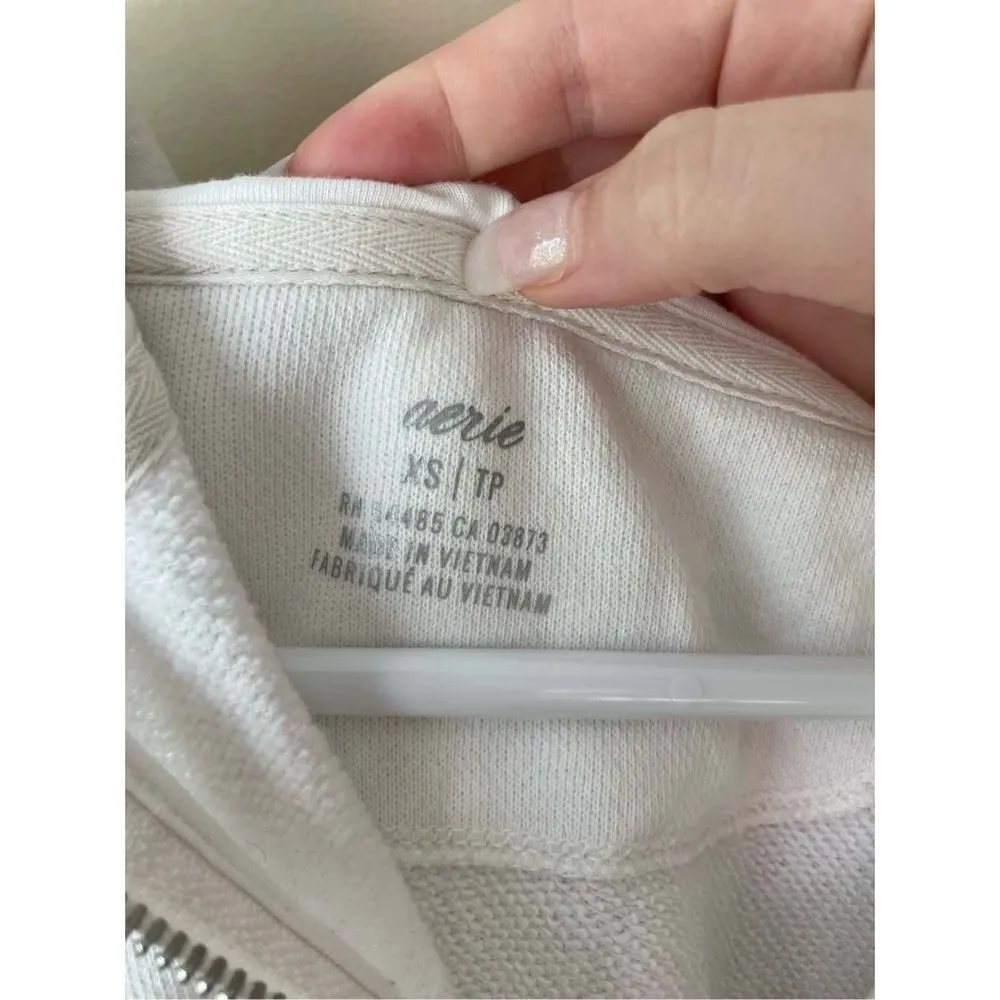 aerie
XS | TP
RN 54485 CA 03873
MADE IN VIETNAM
FABRIQUÉ AU VIETNAM